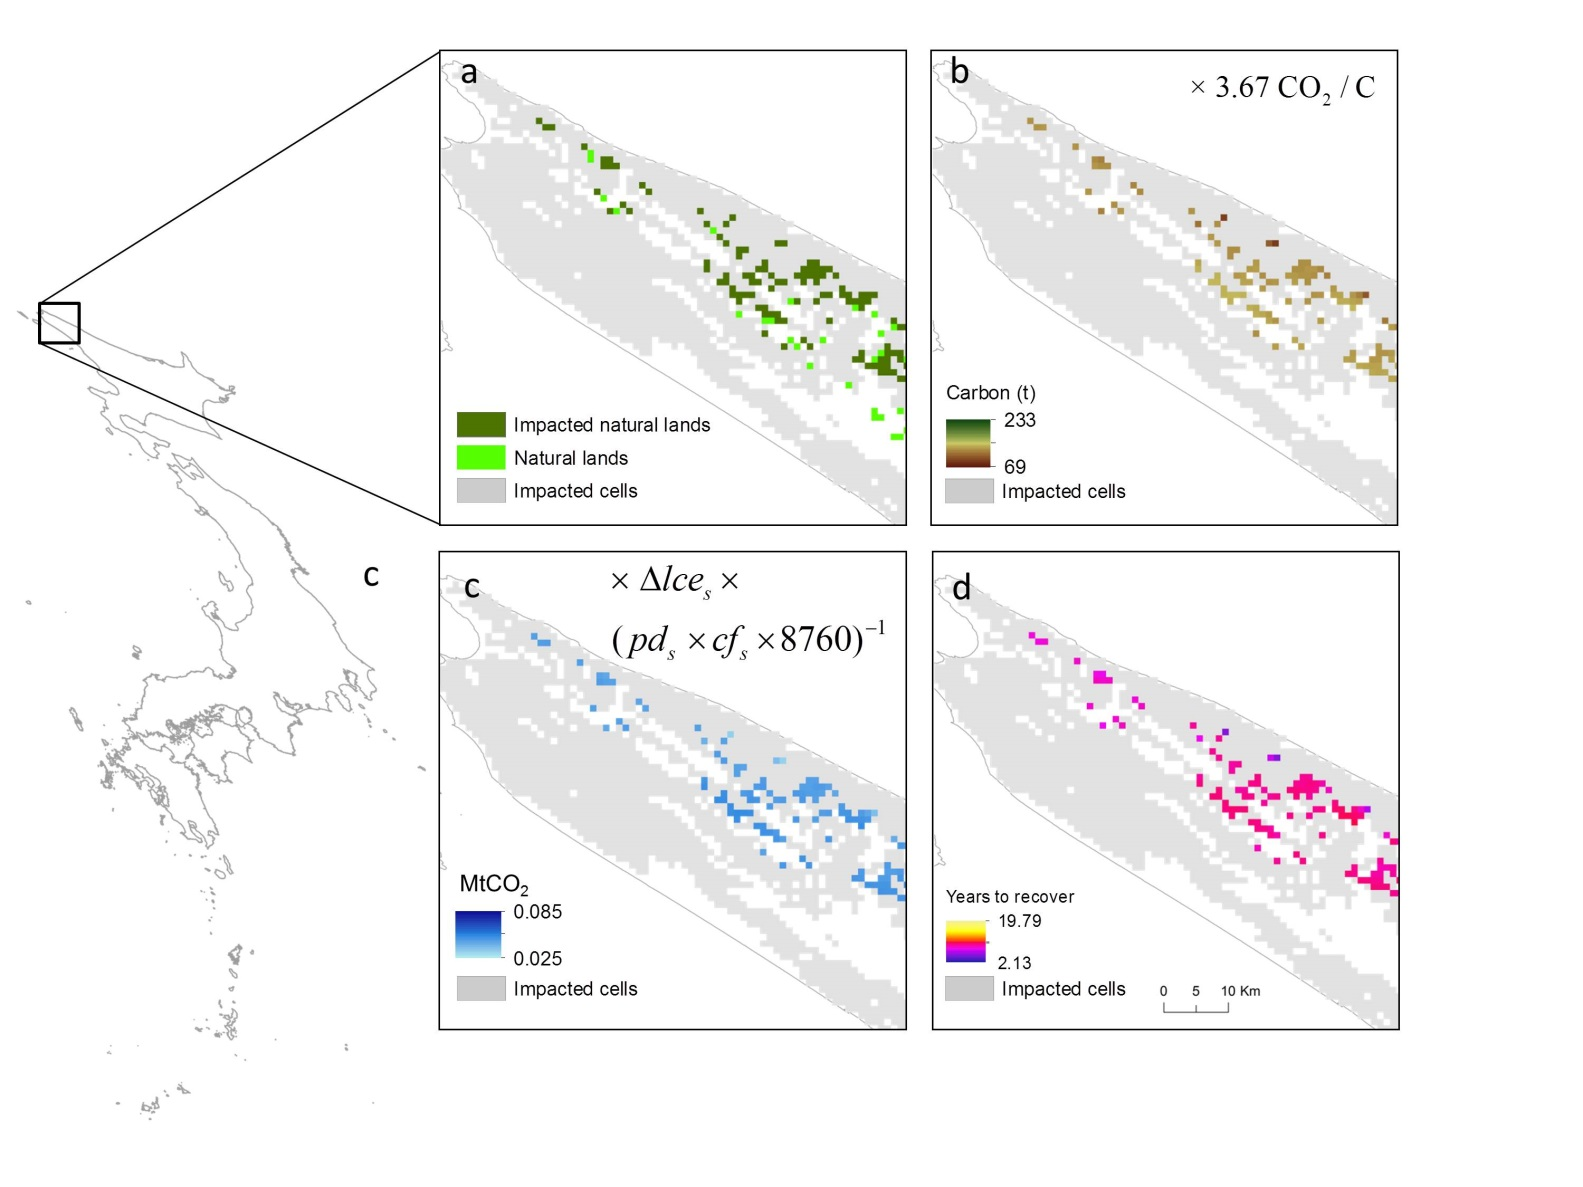 a
Impacted natural lands
Natural lands
Impacted cells
b
× 3.67 CO₂ / C
Carbon (t)
233
69
Impacted cells
c
c
× Δlceₛ ×
(pdₛ × cfₛ × 8760)⁻¹
MtCO₂
0.085
0.025
Impacted cells
d
Years to recover
19.79
2.13
Impacted cells
0 5 10 Km